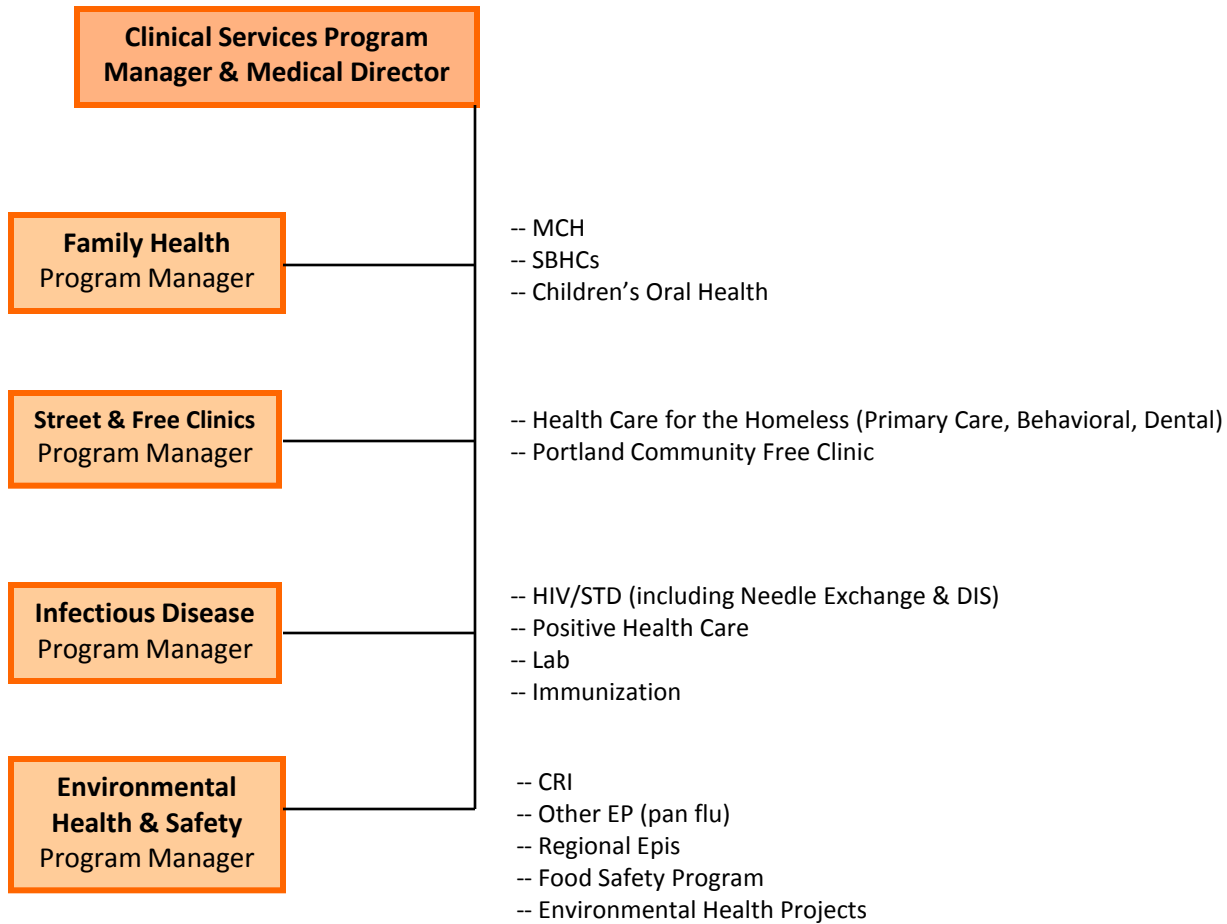 Clinical Services Program
Manager & Medical Director
Family Health
Program Manager
-- MCH
-- SBHCs
-- Children’s Oral Health
Street & Free Clinics
Program Manager
-- Health Care for the Homeless (Primary Care, Behavioral, Dental)
-- Portland Community Free Clinic
Infectious Disease
Program Manager
-- HIV/STD (including Needle Exchange & DIS)
-- Positive Health Care
-- Lab
-- Immunization
Environmental
Health & Safety
Program Manager
-- CRI
-- Other EP (pan flu)
-- Regional Epis
-- Food Safety Program
-- Environmental Health Projects